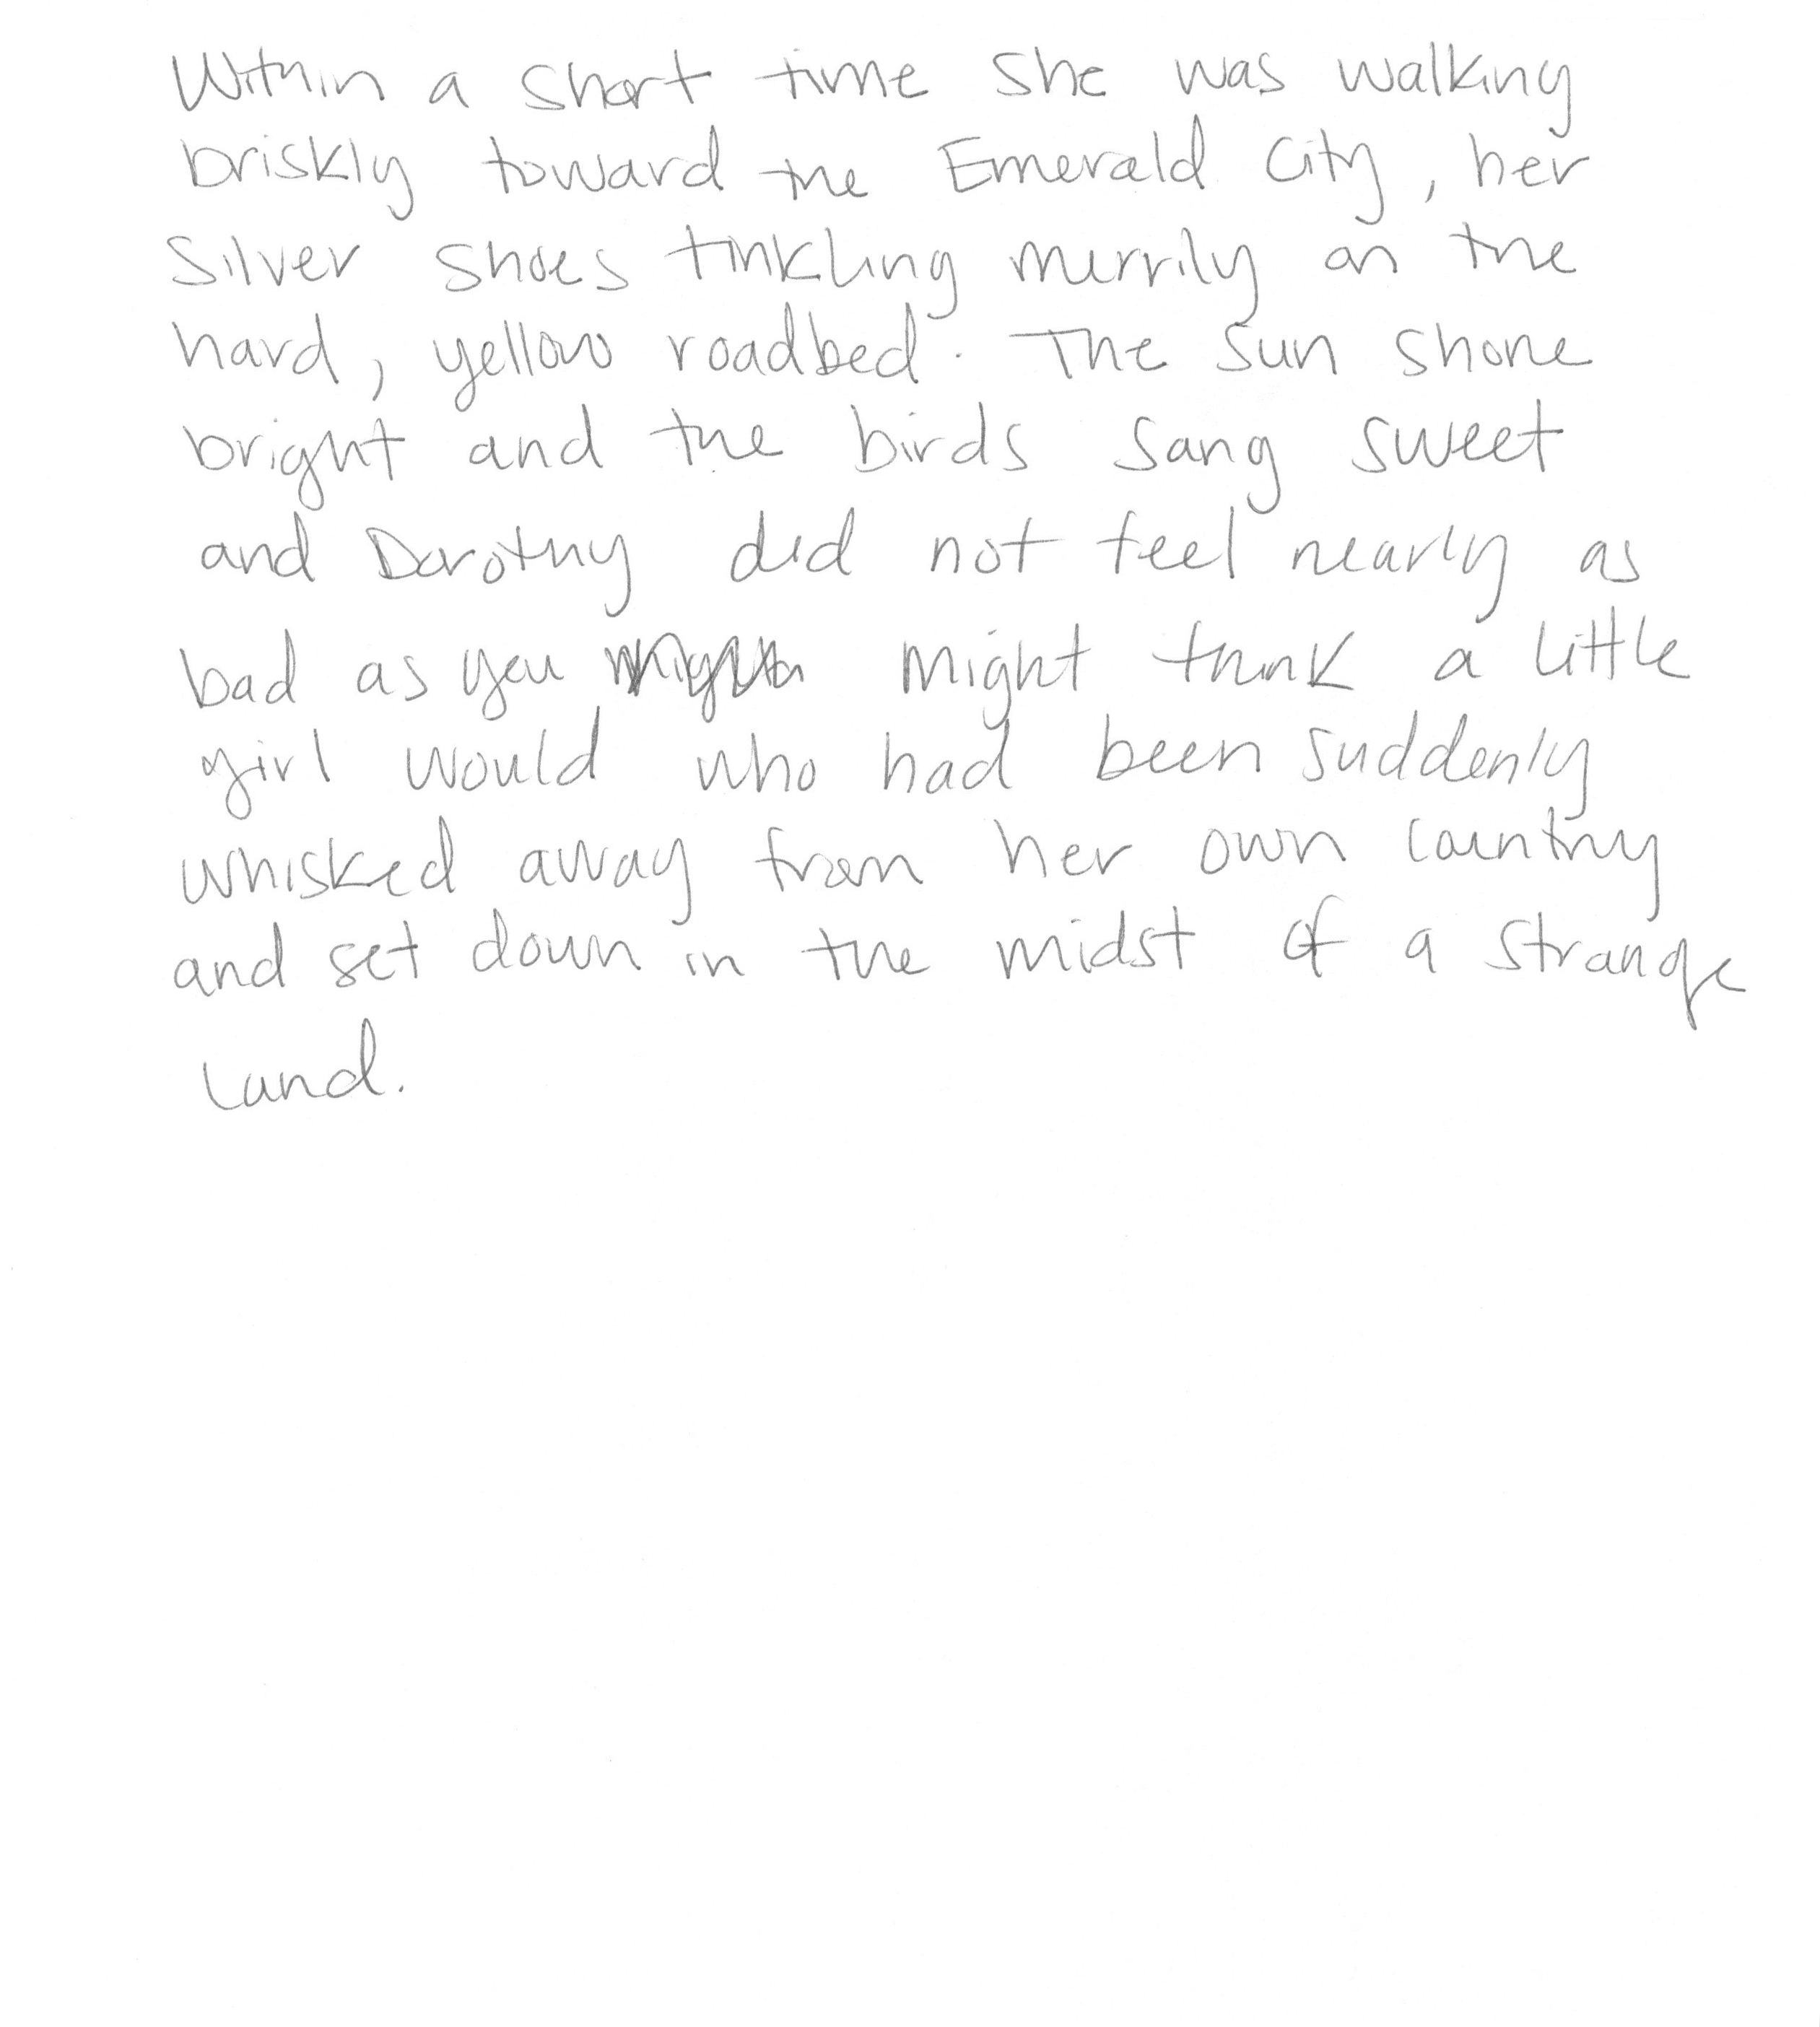 Within a short time she was walking
briskly toward the Emerald City, her
Silver shoes tinkling merrily on the
hard, yellow roadbed. The sun shone
bright and the birds sang sweet
and Dorothy did not feel nearly as
bad as you might think a little
girl would who had been suddenly
whisked away from her own country
and set down in the midst of a strange
land.